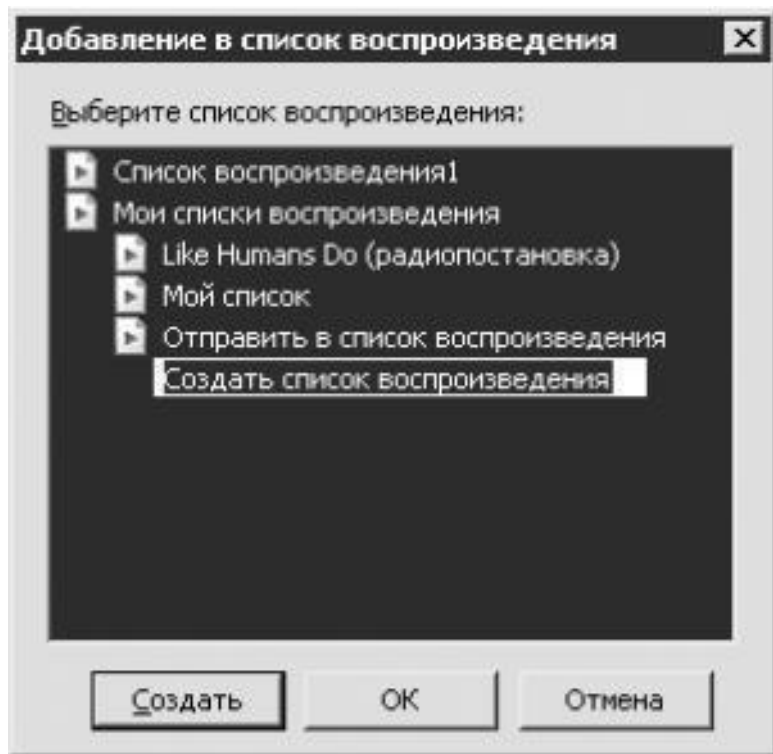 Добавление в список воспроизведения
Выберите список воспроизведения:
Список воспроизведения1
Мои списки воспроизведения
Like Humans Do (радиопостановка)
Мой список
Отправить в список воспроизведения
Создать список воспроизведения
Создать ОК Отмена